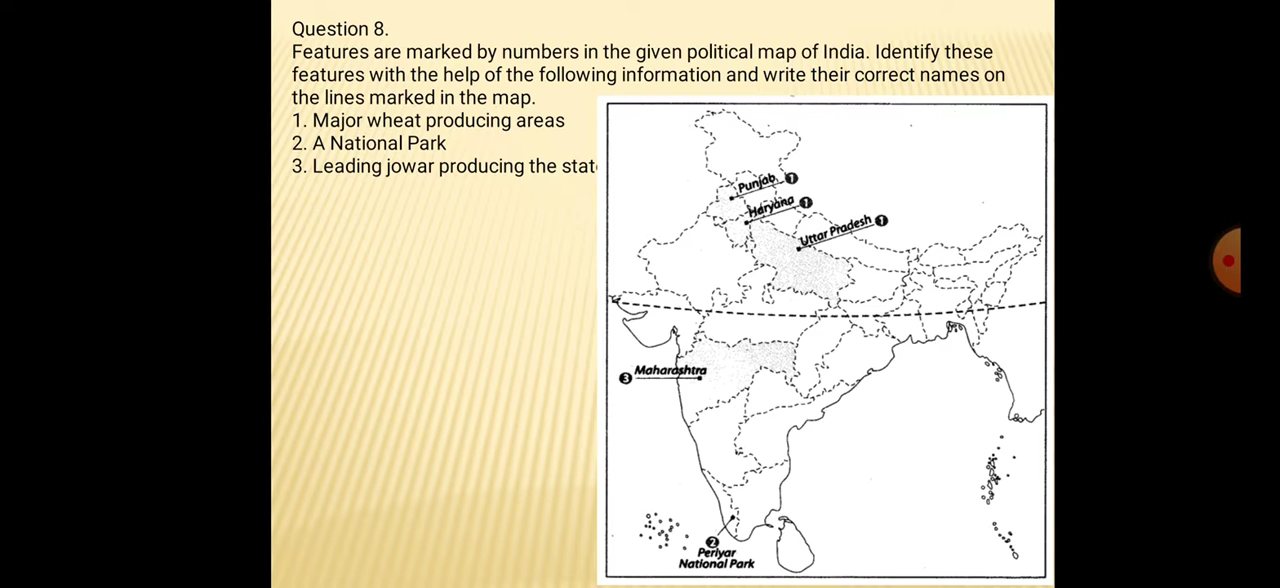 Question 8.
Features are marked by numbers in the given political map of India. Identify these
features with the help of the following information and write their correct names on
the lines marked in the map.
1. Major wheat producing areas
2. A National Park
3. Leading jowar producing the stat
Punjab 1
Haryana 1
Uttar Pradesh 1
3 Maharashtra
2
Periyar
National Park